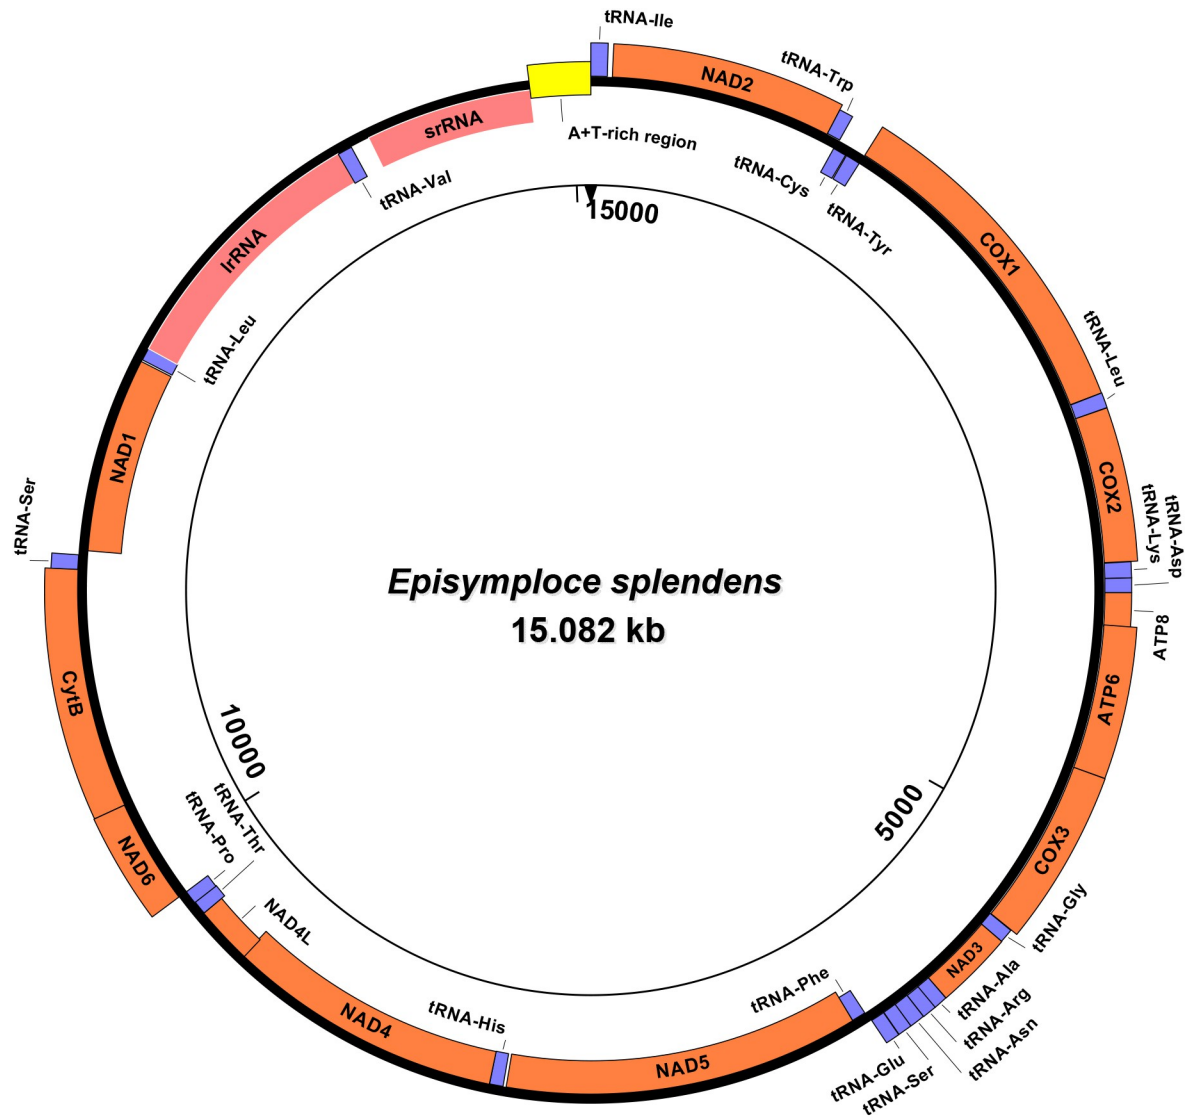 tRNA-Ile
NAD2
tRNA-Trp
A+T-rich region
srRNA
tRNA-Cys
tRNA-Tyr
tRNA-Val
15000
COX1
lrRNA
tRNA-Leu
tRNA-Leu
NAD1
COX2
tRNA-Lys
tRNA-Asp
tRNA-Ser
Episymploce splendens
15.082 kb
ATP8
CytB
ATP6
10000
5000
tRNA-Thr
tRNA-Pro
COX3
NAD6
NAD4L
tRNA-Gly
NAD3
tRNA-Phe
tRNA-Ala
tRNA-Arg
tRNA-Asn
NAD4
tRNA-His
NAD5
tRNA-Glu
tRNA-Ser